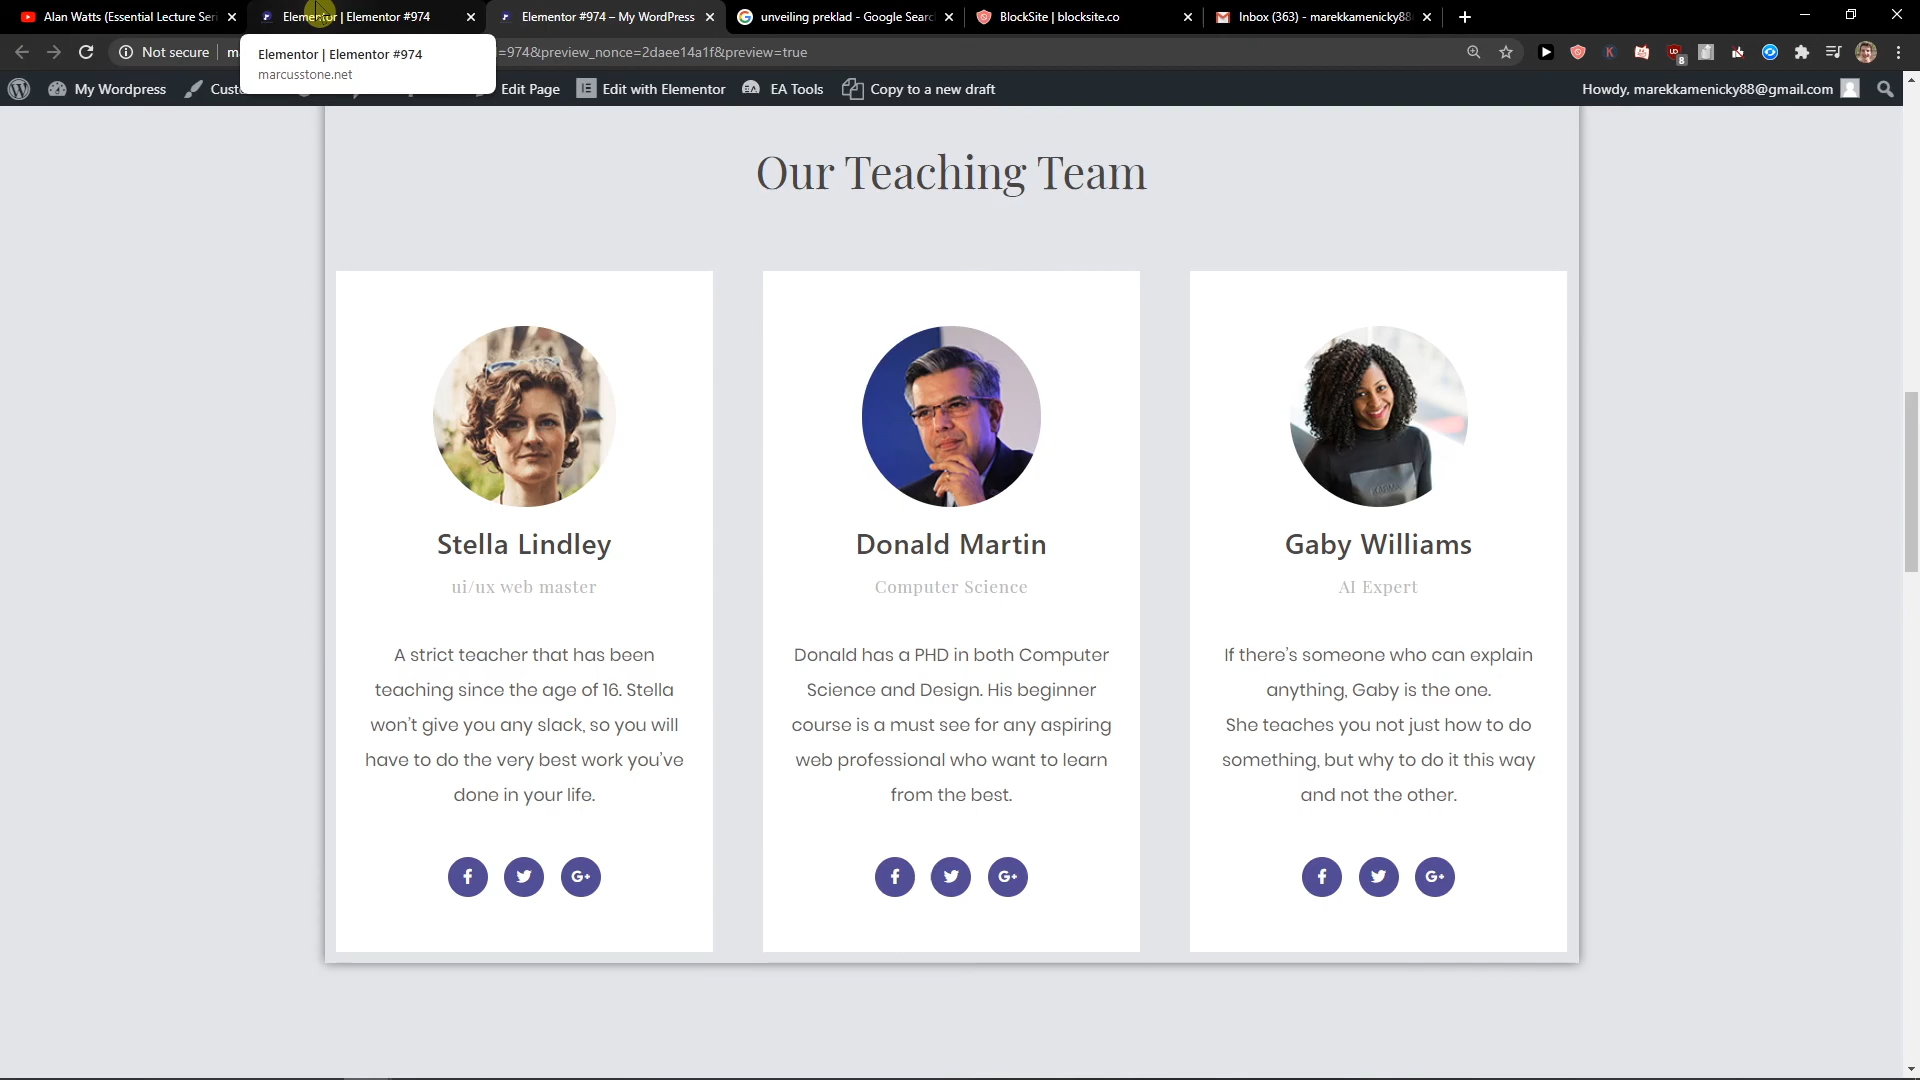 Alan Watts (Essential Lecture Seri
Elementor | Elementor #974
Elementor #974 – My WordPress
unveiling preklad - Google Search
BlockSite | blocksite.co
Inbox (363) - marekkamenicky88
Not secure
=974&preview_nonce=2daee14a1f&preview=true
8
Elementor | Elementor #974
marcusstone.net
My Wordpress
Edit Page
Edit with Elementor
EA Tools
Copy to a new draft
Howdy, marekkamenicky88@gmail.com
Our Teaching Team
Stella Lindley
ui/ux web master
A strict teacher that has been
teaching since the age of 16. Stella
won't give you any slack, so you will
have to do the very best work you've
done in your life.
Donald Martin
Computer Science
Donald has a PHD in both Computer
Science and Design. His beginner
course is a must see for any aspiring
web professional who want to learn
from the best.
Gaby Williams
AI Expert
If there's someone who can explain
anything, Gaby is the one.
She teaches you not just how to do
something, but why to do it this way
and not the other.